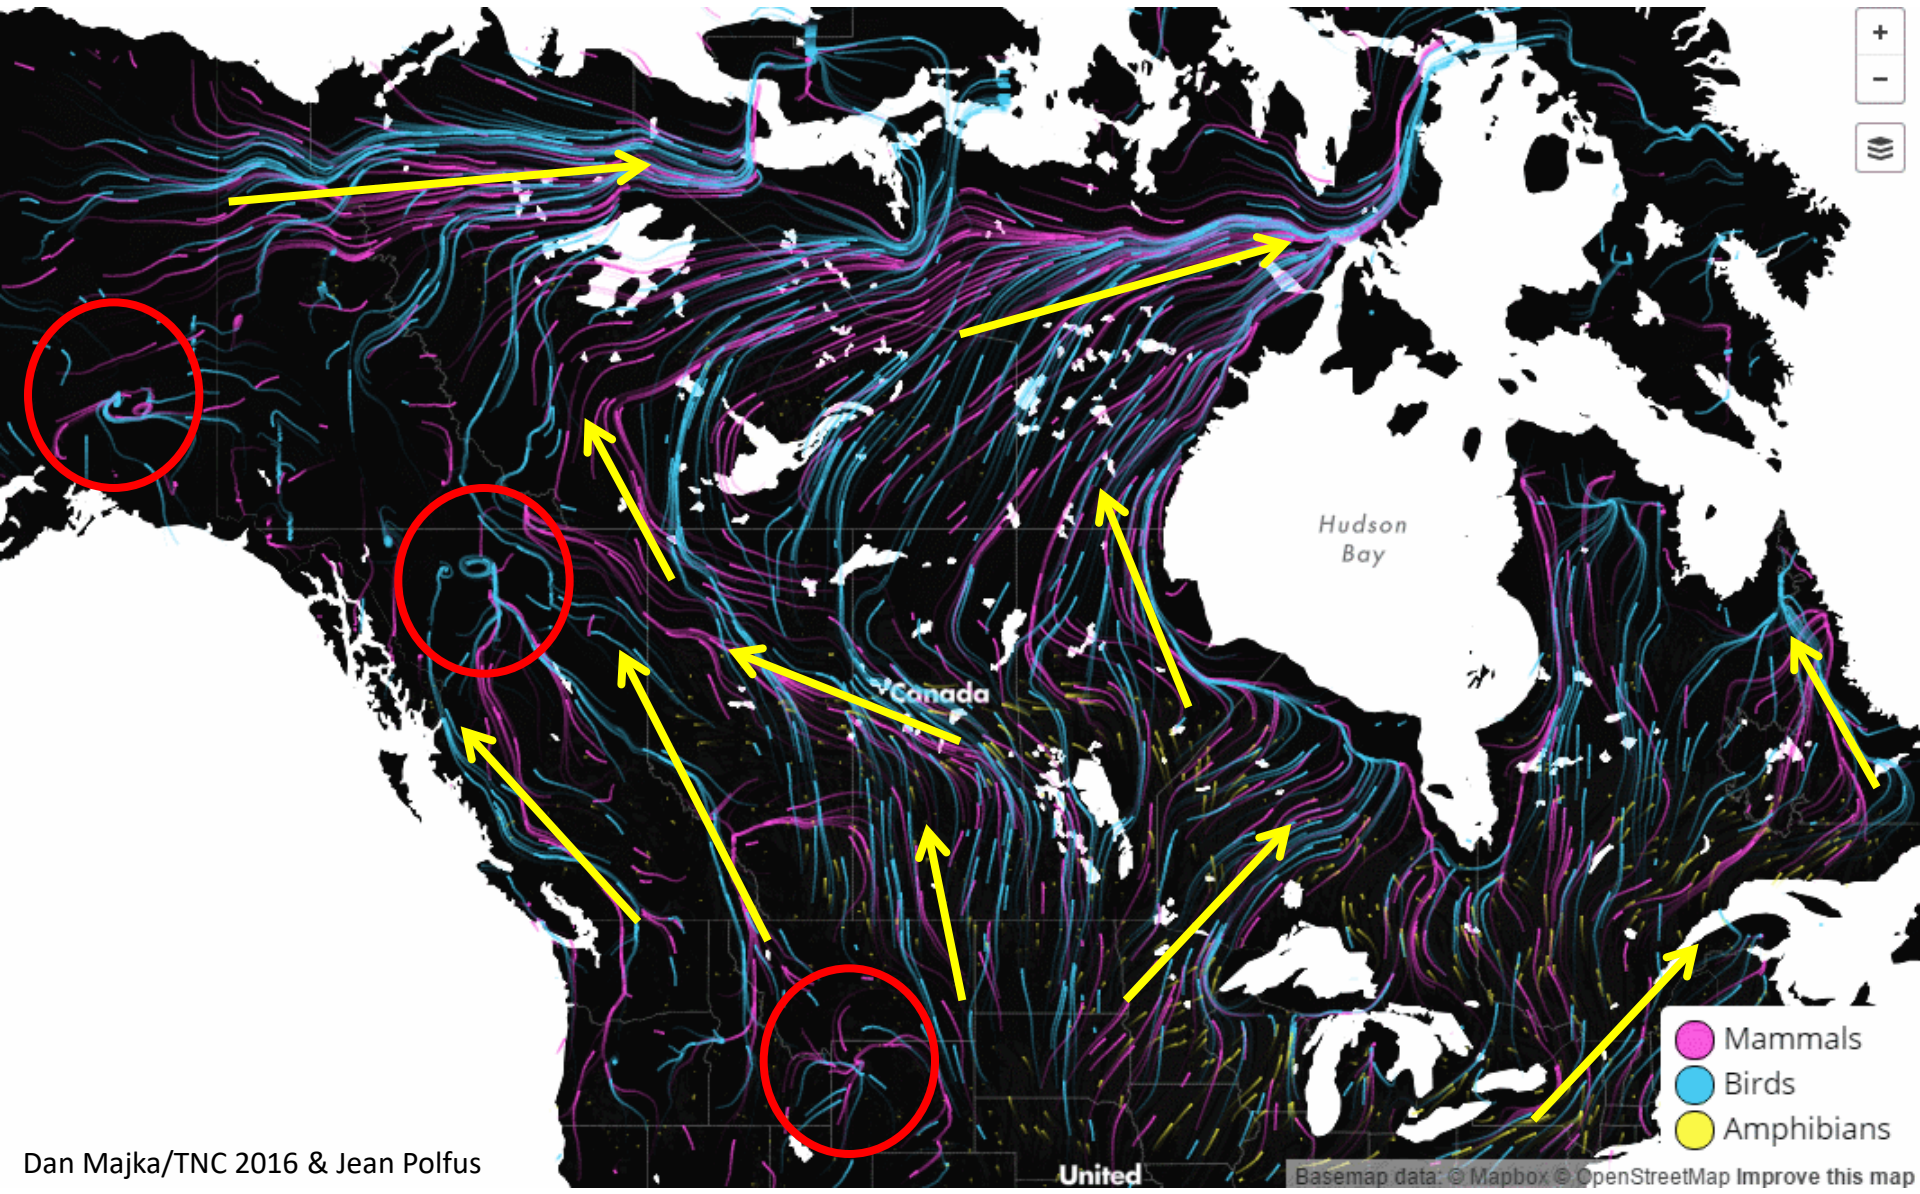 +
−
Hudson
Bay
Canada
Mammals
Birds
Amphibians
Dan Majka/TNC 2016 & Jean Polfus
United
Basemap data: © Mapbox © OpenStreetMap Improve this map